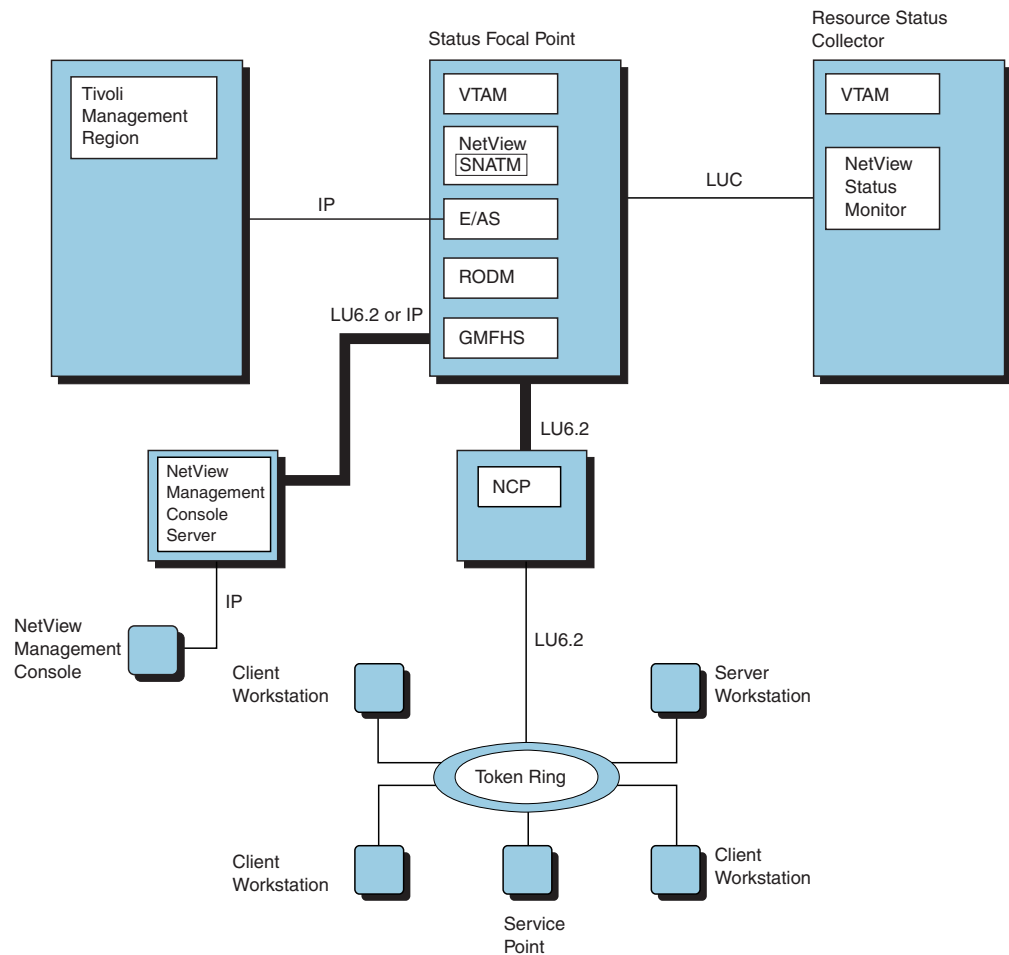 Status Focal Point
Resource Status
Collector
Tivoli
Management
Region
VTAM
NetView
SNATM
E/AS
RODM
GMFHS
VTAM
NetView
Status
Monitor
IP
LUC
LU6.2 or IP
LU6.2
NetView
Management
Console
Server
NCP
IP
NetView
Management
Console
LU6.2
Client
Workstation
Server
Workstation
Token Ring
Client
Workstation
Service
Point
Client
Workstation